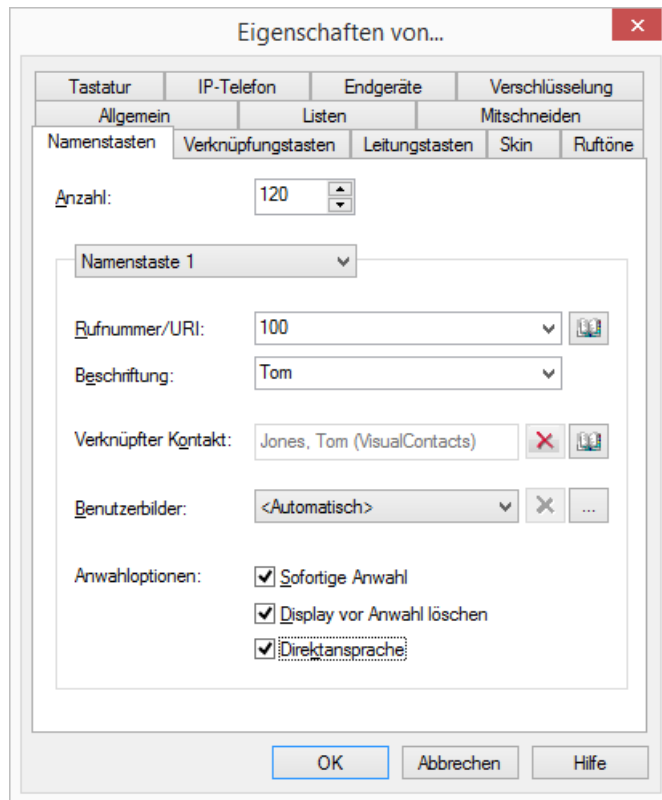 Eigenschaften von...
Tastatur IP-Telefon Endgeräte Verschlüsselung
Allgemein Listen Mitschneiden
Namenstasten Verknüpfungstasten Leitungstasten Skin Ruftöne
Anzahl: 120
Namenstaste 1
Rufnummer/URI: 100
Beschriftung: Tom
Verknüpfter Kontakt: Jones, Tom (VisualContacts)
Benutzerbilder: <Automatisch> ...
Anwahloptionen: Sofortige Anwahl
Display vor Anwahl löschen
Direktansprache
OK Abbrechen Hilfe